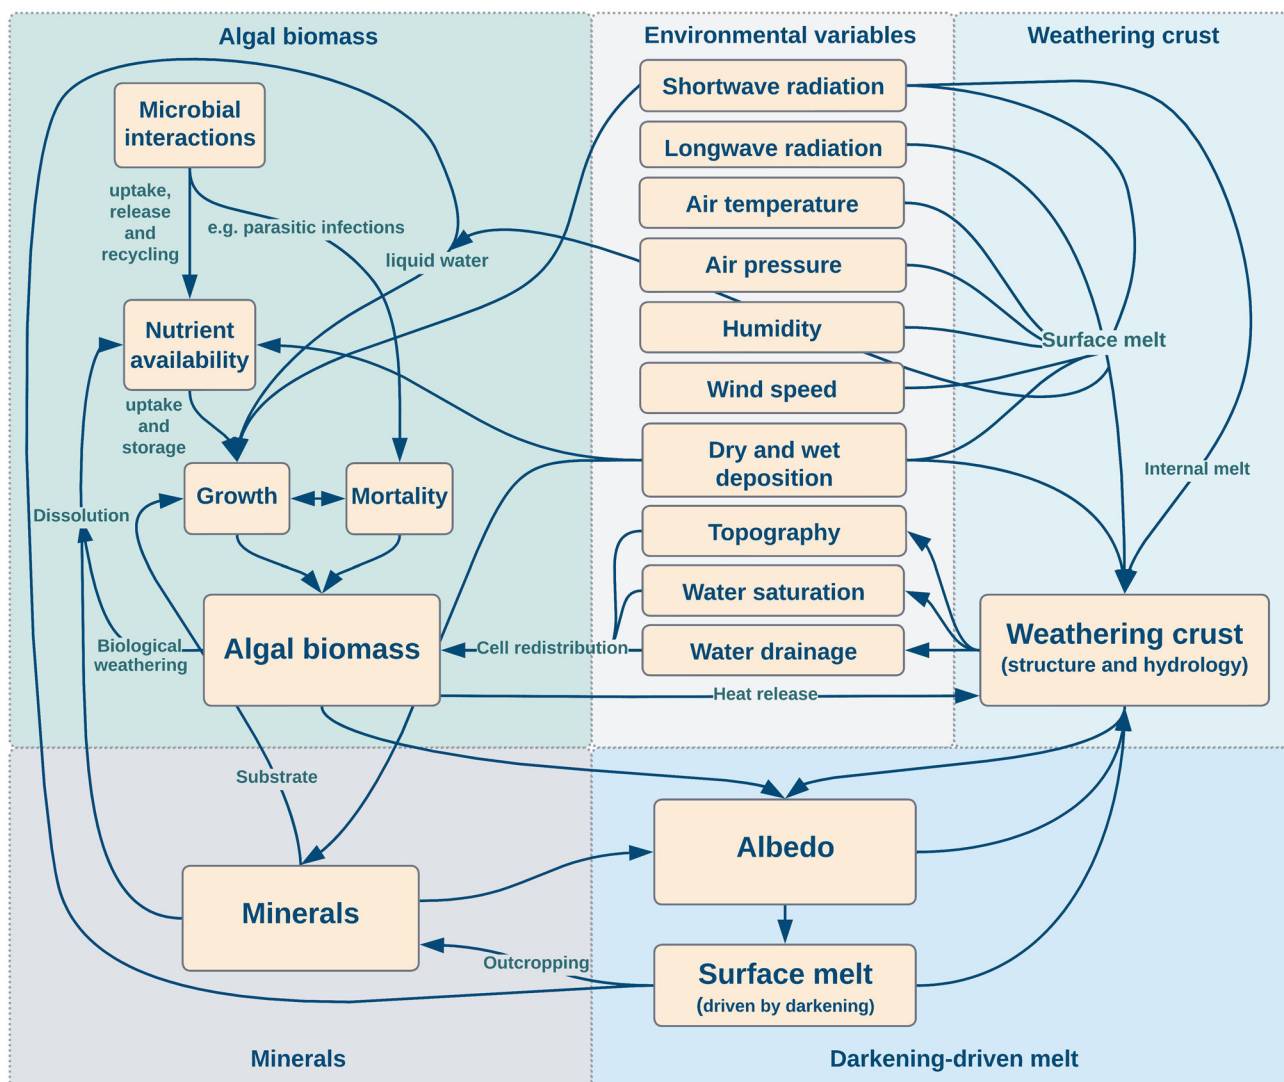 Algal biomass
Environmental variables
Weathering crust
Microbial
interactions
uptake,
release
and
recycling
e.g. parasitic infections
liquid water
Nutrient
availability
uptake
and
storage
Growth
Mortality
Dissolution
Biological
weathering
Algal biomass
Cell redistribution
Heat release
Shortwave radiation
Longwave radiation
Air temperature
Air pressure
Humidity
Wind speed
Dry and wet
deposition
Topography
Water saturation
Water drainage
Surface melt
Internal melt
Weathering crust
(structure and hydrology)
Substrate
Minerals
Outcropping
Albedo
Surface melt
(driven by darkening)
Minerals
Darkening-driven melt